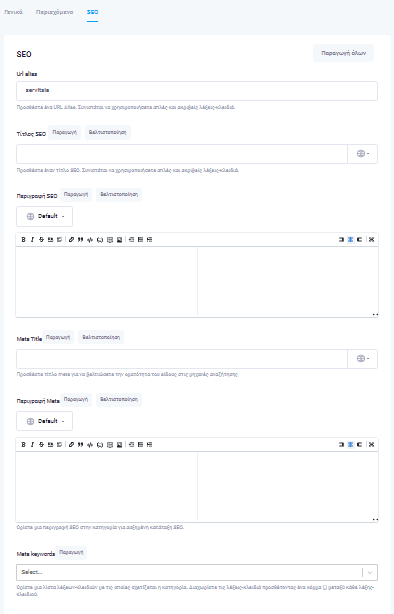 Γενικά Περιεχόμενο SEO
SEO Παραγωγή όλων
Url alias
servitsia
Προσθέστε ένα URL Alias. Συνιστάται να χρησιμοποιήσετε απλές και ακριβείς λέξεις-κλειδιά.
Τίτλος SEO Παραγωγή Βελτιστοποίηση
Προσθέστε έναν τίτλο SEO. Συνιστάται να χρησιμοποιήσετε απλές και ακριβείς λέξεις-κλειδιά.
Περιγραφή SEO Παραγωγή Βελτιστοποίηση
Default
Meta Title Παραγωγή Βελτιστοποίηση
Προσθέστε τίτλο meta για να βελτιώσετε την ορατότητα του είδους στις μηχανές αναζήτησης.
Περιγραφή Meta Παραγωγή Βελτιστοποίηση
Default
Ορίστε μια περιγραφή SEO στην κατηγορία για αυξημένη κατάταξη SEO.
Meta keywords Παραγωγή
Select...
Ορίστε μια λίστα λέξεων-κλειδιών με τις οποίες σχετίζεται η κατηγορία. Διαχωρίστε τις λέξεις-κλειδιά προσθέτοντας ένα κόμμα (,) μεταξύ κάθε λέξης-
κλειδιού.